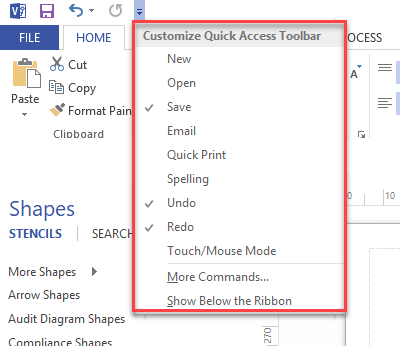 Customize Quick Access Toolbar
FILE HOME OCESS
New
Open
Save
Email
Quick Print
Spelling
Undo
Redo
Touch/Mouse Mode
More Commands...
Show Below the Ribbon
Cut
Copy
Format Pain
Paste
Clipboard
A
10
270
Shapes
STENCILS SEARC
More Shapes
Arrow Shapes
Audit Diagram Shapes
Compliance Shapes